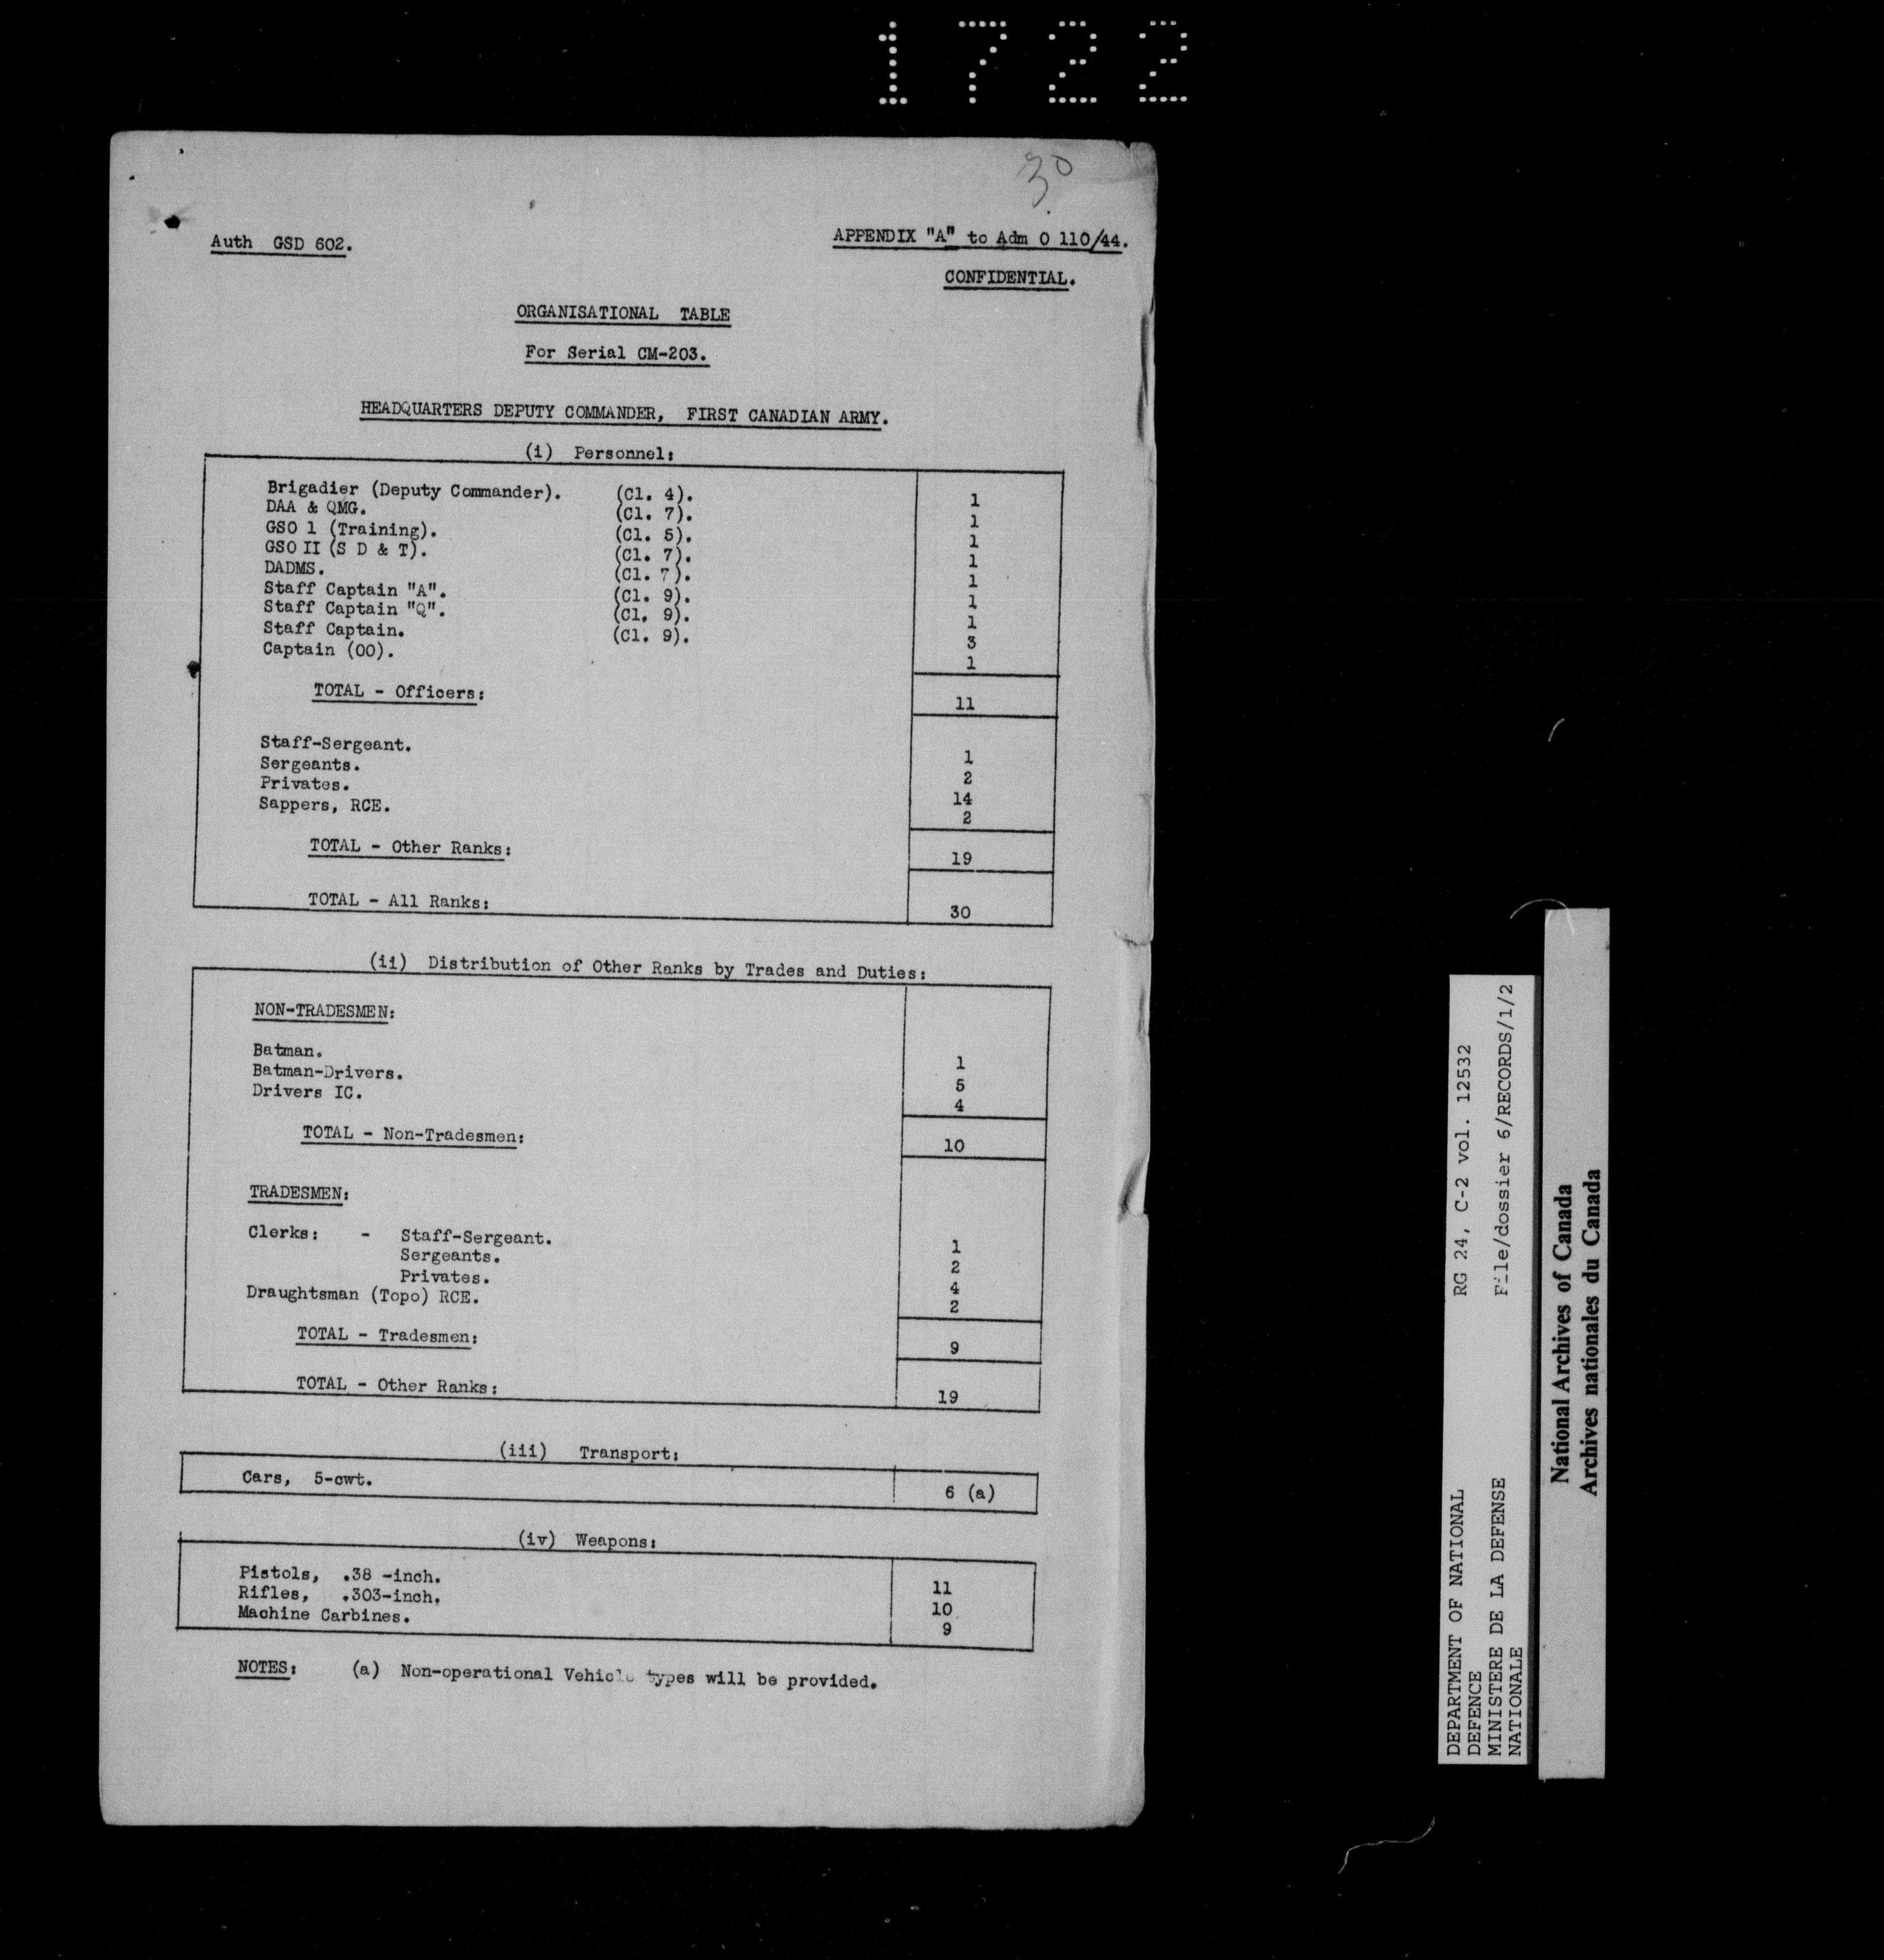 1722
30
Auth GSD 602.
APPENDIX "A" to Adm O 110/44.
CONFIDENTIAL.
ORGANISATIONAL TABLE
For Serial CM-203.
HEADQUARTERS DEPUTY COMMANDER, FIRST CANADIAN ARMY.
(i) Personnel:
Brigadier (Deputy Commander). (Cl. 4). 1
DAA & QMG. (Cl. 7). 1
GSO 1 (Training). (Cl. 5). 1
GSO II (S D & T). (Cl. 7). 1
DADMS. (Cl. 7). 1
Staff Captain "A". (Cl. 9). 1
Staff Captain "Q". (Cl. 9). 1
Staff Captain. (Cl. 9). 3
Captain (OO). 1
TOTAL - Officers: 11
Staff-Sergeant. 1
Sergeants. 2
Privates. 14
Sappers, RCE. 2
TOTAL - Other Ranks: 19
TOTAL - All Ranks: 30
(ii) Distribution of Other Ranks by Trades and Duties:
NON-TRADESMEN:
Batman. 1
Batman-Drivers. 5
Drivers IC. 4
TOTAL - Non-Tradesmen: 10
TRADESMEN:
Clerks: - Staff-Sergeant. 1
Sergeants. 2
Privates. 4
Draughtsman (Topo) RCE. 2
TOTAL - Tradesmen: 9
TOTAL - Other Ranks: 19
(iii) Transport:
Cars, 5-cwt. 6 (a)
(iv) Weapons:
Pistols, .38 -inch. 11
Rifles, .303-inch. 10
Machine Carbines. 9
NOTES: (a) Non-operational Vehicle types will be provided.
DEPARTMENT OF NATIONAL RG 24, C-2 vol. 12532
DEFENCE
MINISTERE DE LA DEFENSE File/dossier 6/RECORDS/1/2
NATIONALE
National Archives of Canada
Archives nationales du Canada